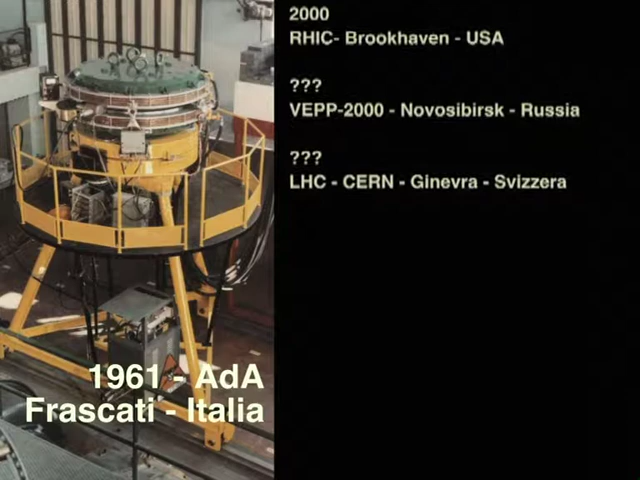 1961 - AdA
Frascati - Italia
2000
RHIC- Brookhaven - USA
???
VEPP-2000 - Novosibirsk - Russia
???
LHC - CERN - Ginevra - Svizzera